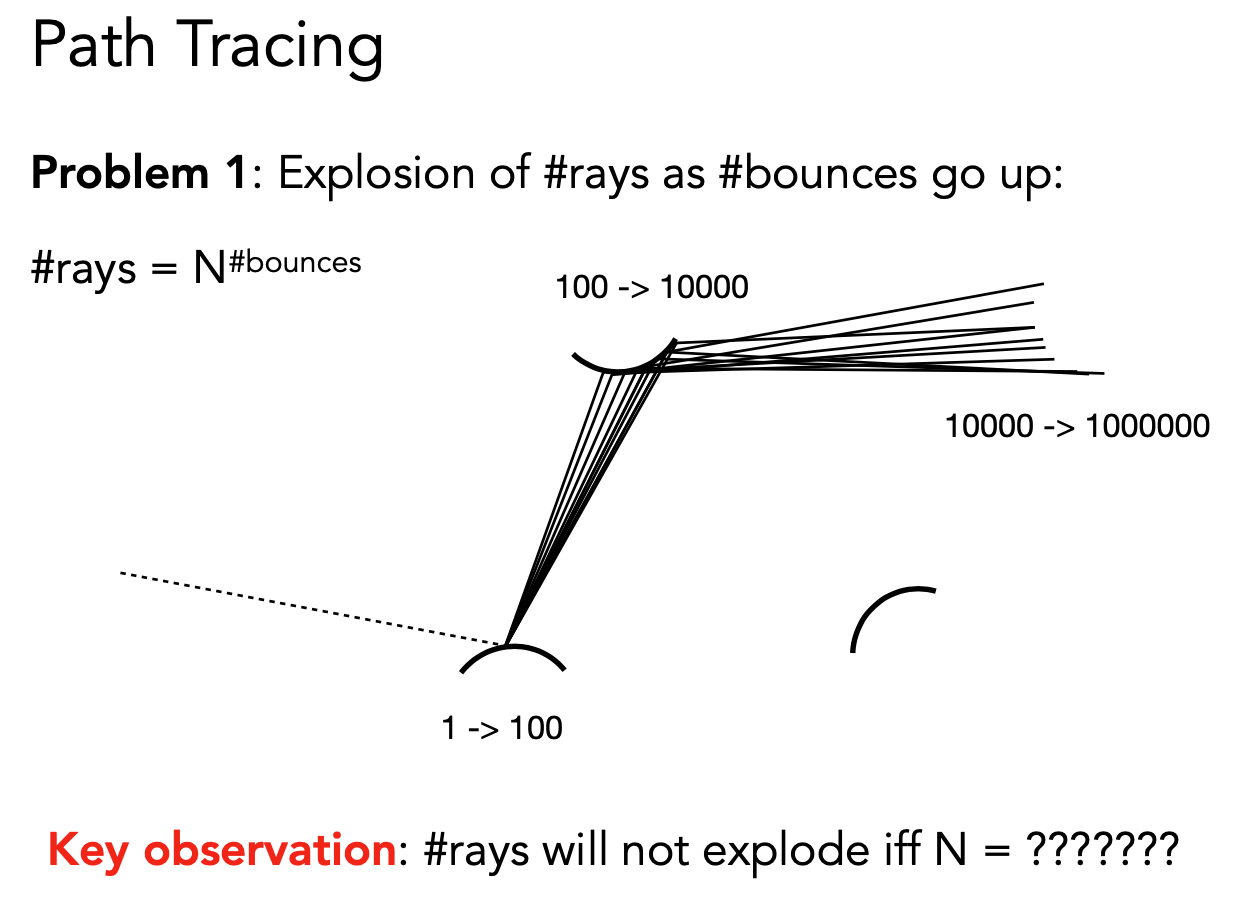 Path Tracing
Problem 1: Explosion of #rays as #bounces go up:
#rays = N^#bounces
100 -> 10000
10000 -> 1000000
1 -> 100
Key observation: #rays will not explode iff N = ???????